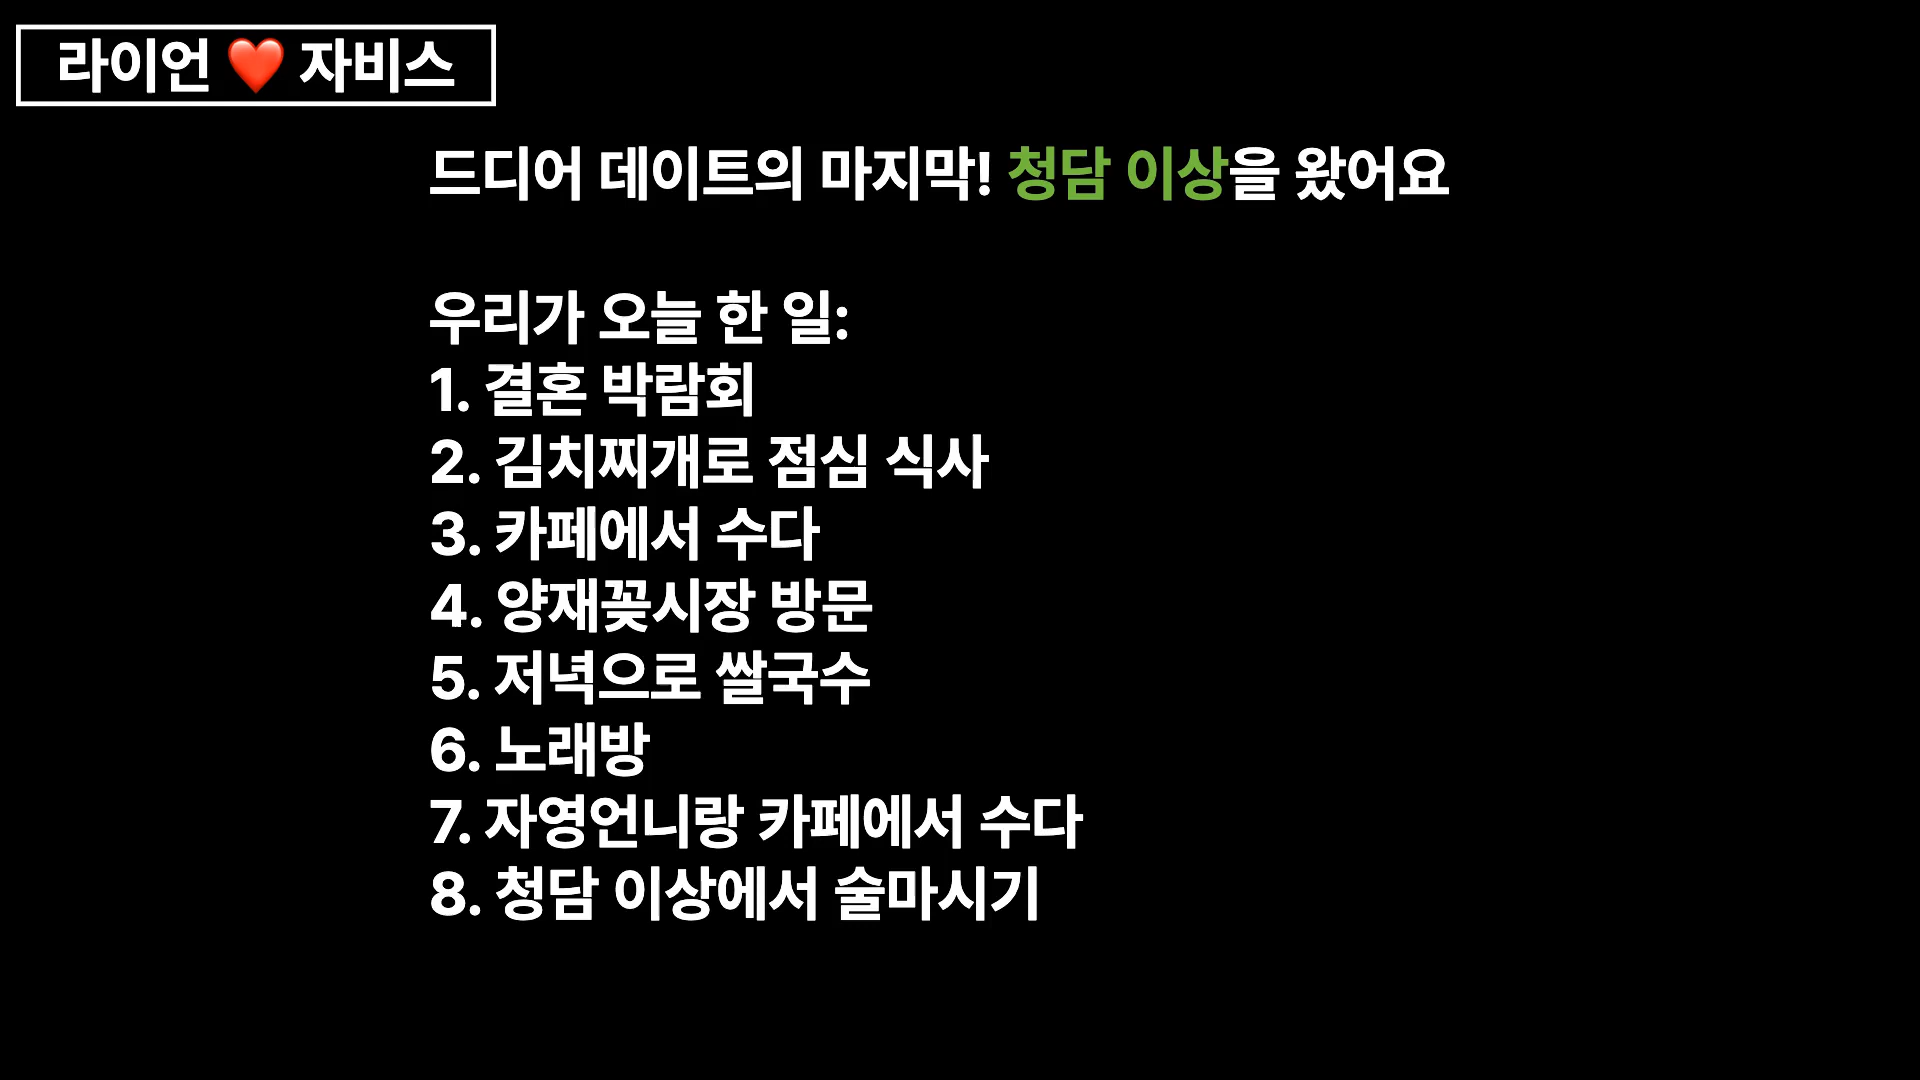 라이언 ❤️ 자비스
드디어 데이트의 마지막! 청담 이상을 왔어요
우리가 오늘 한 일:
1. 결혼 박람회
2. 김치찌개로 점심 식사
3. 카페에서 수다
4. 양재꽃시장 방문
5. 저녁으로 쌀국수
6. 노래방
7. 자영언니랑 카페에서 수다
8. 청담 이상에서 술마시기